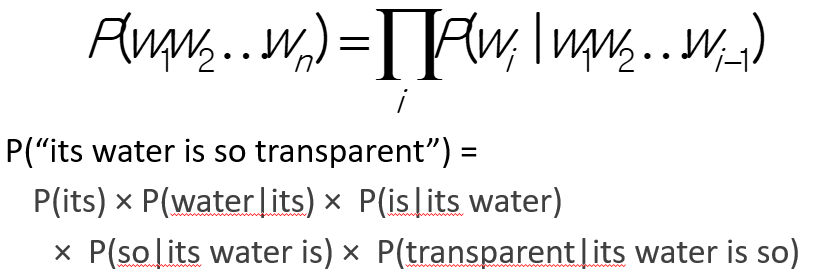 P(w₁w₂…wₙ) = ∏ P(wᵢ | w₁w₂…wᵢ₋₁)
i
P(“its water is so transparent”) =
P(its) × P(water|its) × P(is|its water)
× P(so|its water is) × P(transparent|its water is so)